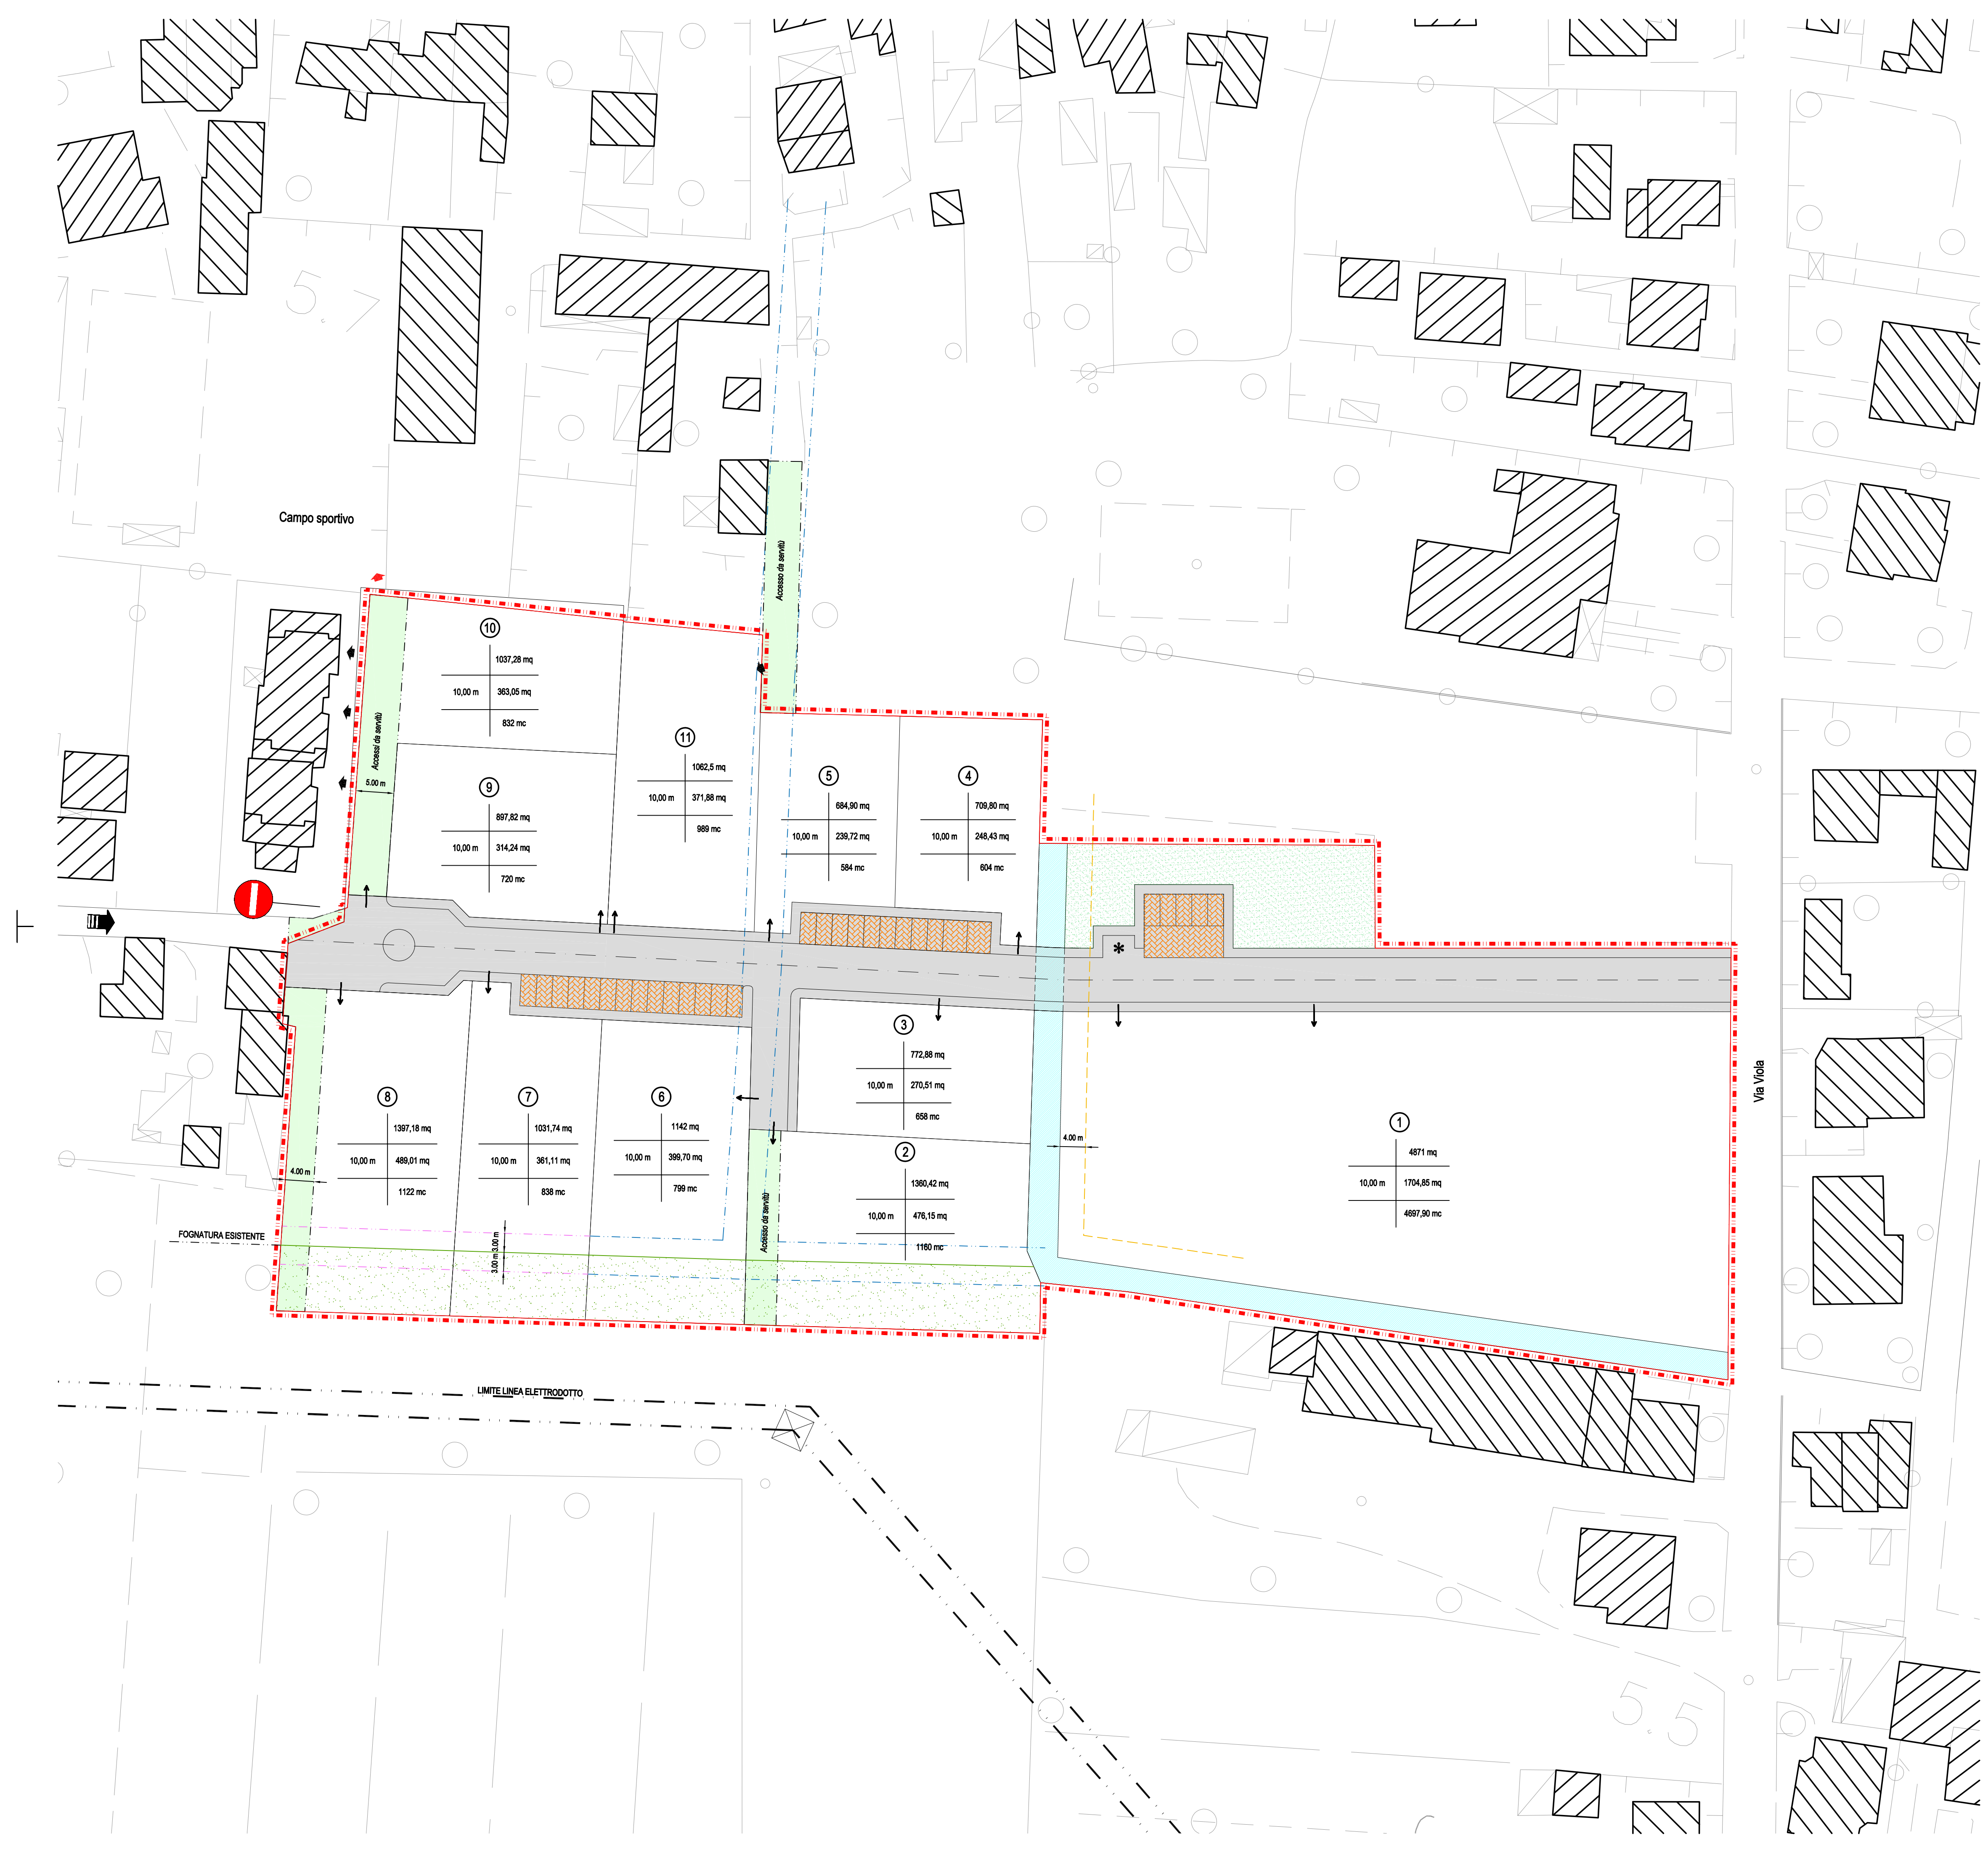 5
Campo sportivo
Accesso da servitù
10
1037,28 mq
10,00 m 363,05 mq
832 mc
Accessi da servitù
5.00 m
11
1062,5 mq
10,00 m 371,88 mq
989 mc
9
897,82 mq
10,00 m 314,24 mq
720 mc
5
684,90 mq
10,00 m 239,72 mq
584 mc
4
709,80 mq
10,00 m 248,43 mq
604 mc
*
3
772,88 mq
10,00 m 270,51 mq
658 mc
Via Viola
8
1397,18 mq
10,00 m 489,01 mq
1122 mc
7
1031,74 mq
10,00 m 361,11 mq
838 mc
6
1142 mq
10,00 m 399,70 mq
799 mc
2
1360,42 mq
10,00 m 476,15 mq
1160 mc
1
4871 mq
10,00 m 1704,85 mq
4697,90 mc
4.00 m
4.00 m
Accesso da servitù
FOGNATURA ESISTENTE
3.00 m 3.00 m
LIMITE LINEA ELETTRODOTTO
5.5